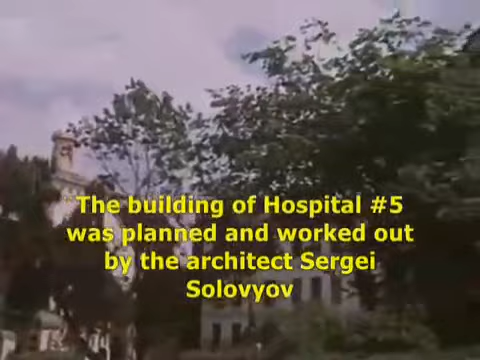 The building of Hospital #5
was planned and worked out
by the architect Sergei
Solovyov